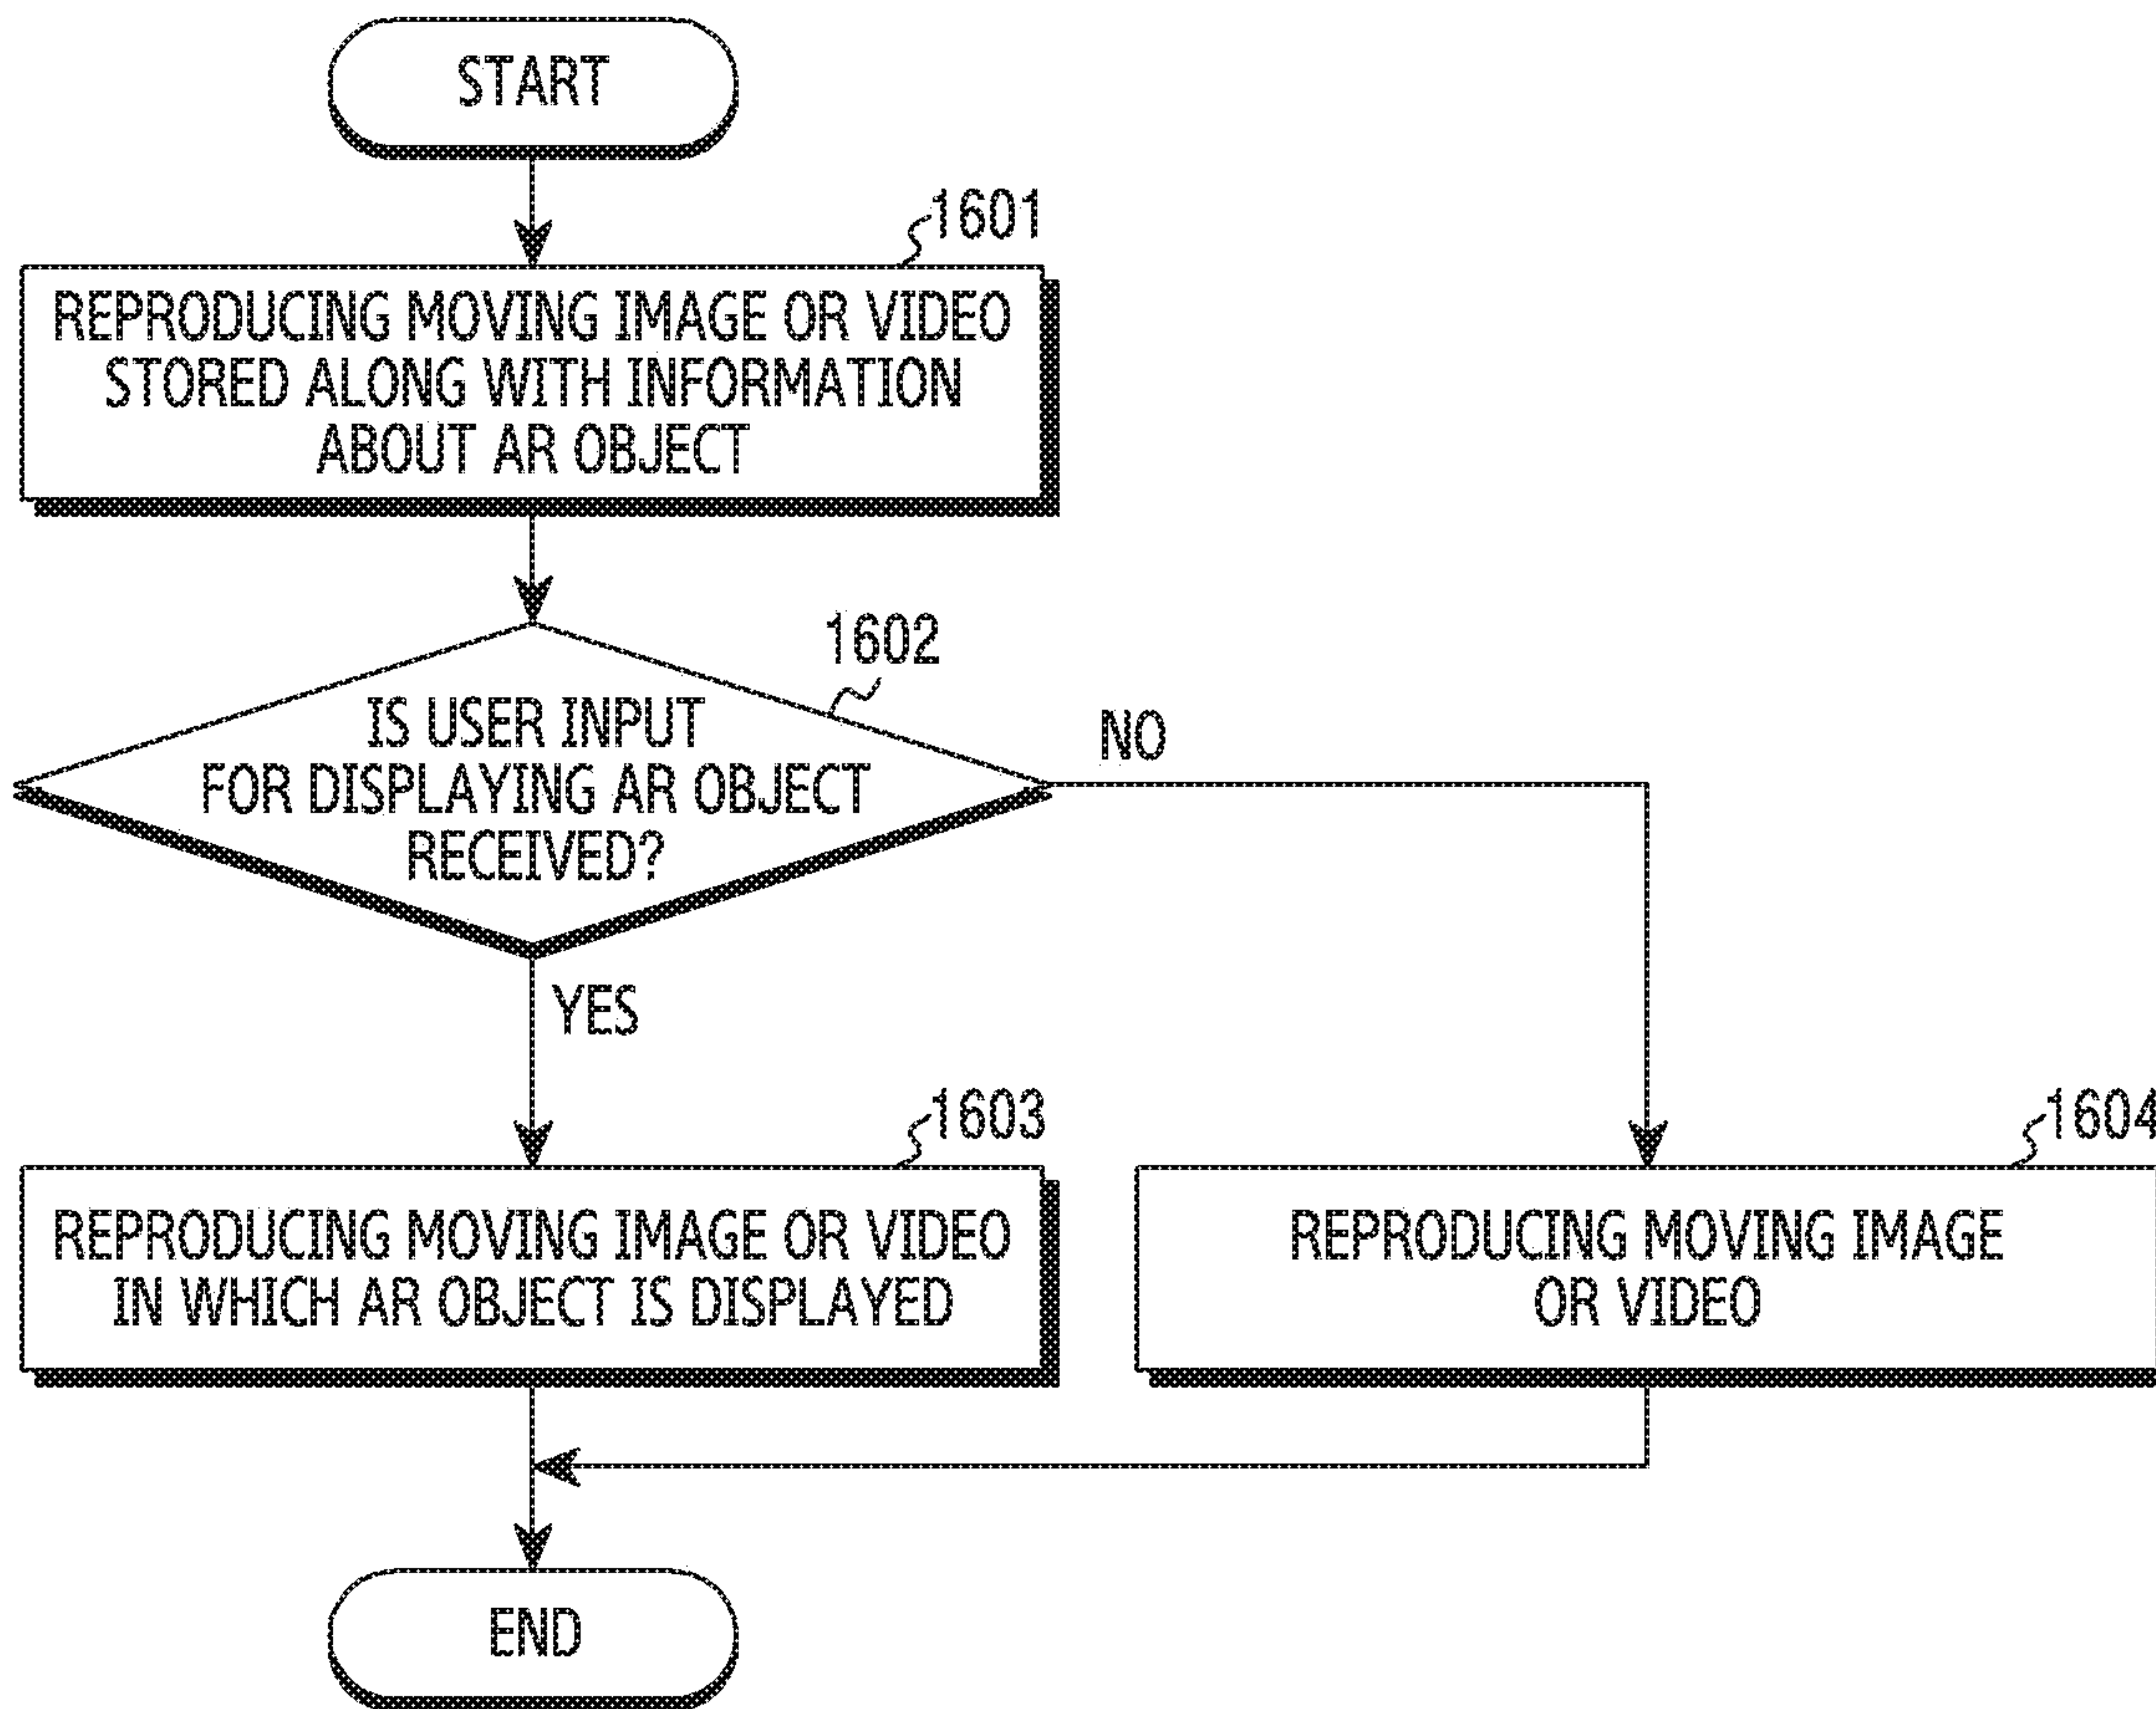 START
1601
REPRODUCING MOVING IMAGE OR VIDEO
STORED ALONG WITH INFORMATION
ABOUT AR OBJECT
1602
IS USER INPUT
FOR DISPLAYING AR OBJECT
RECEIVED?
NO
YES
1603
REPRODUCING MOVING IMAGE OR VIDEO
IN WHICH AR OBJECT IS DISPLAYED
1604
REPRODUCING MOVING IMAGE
OR VIDEO
END